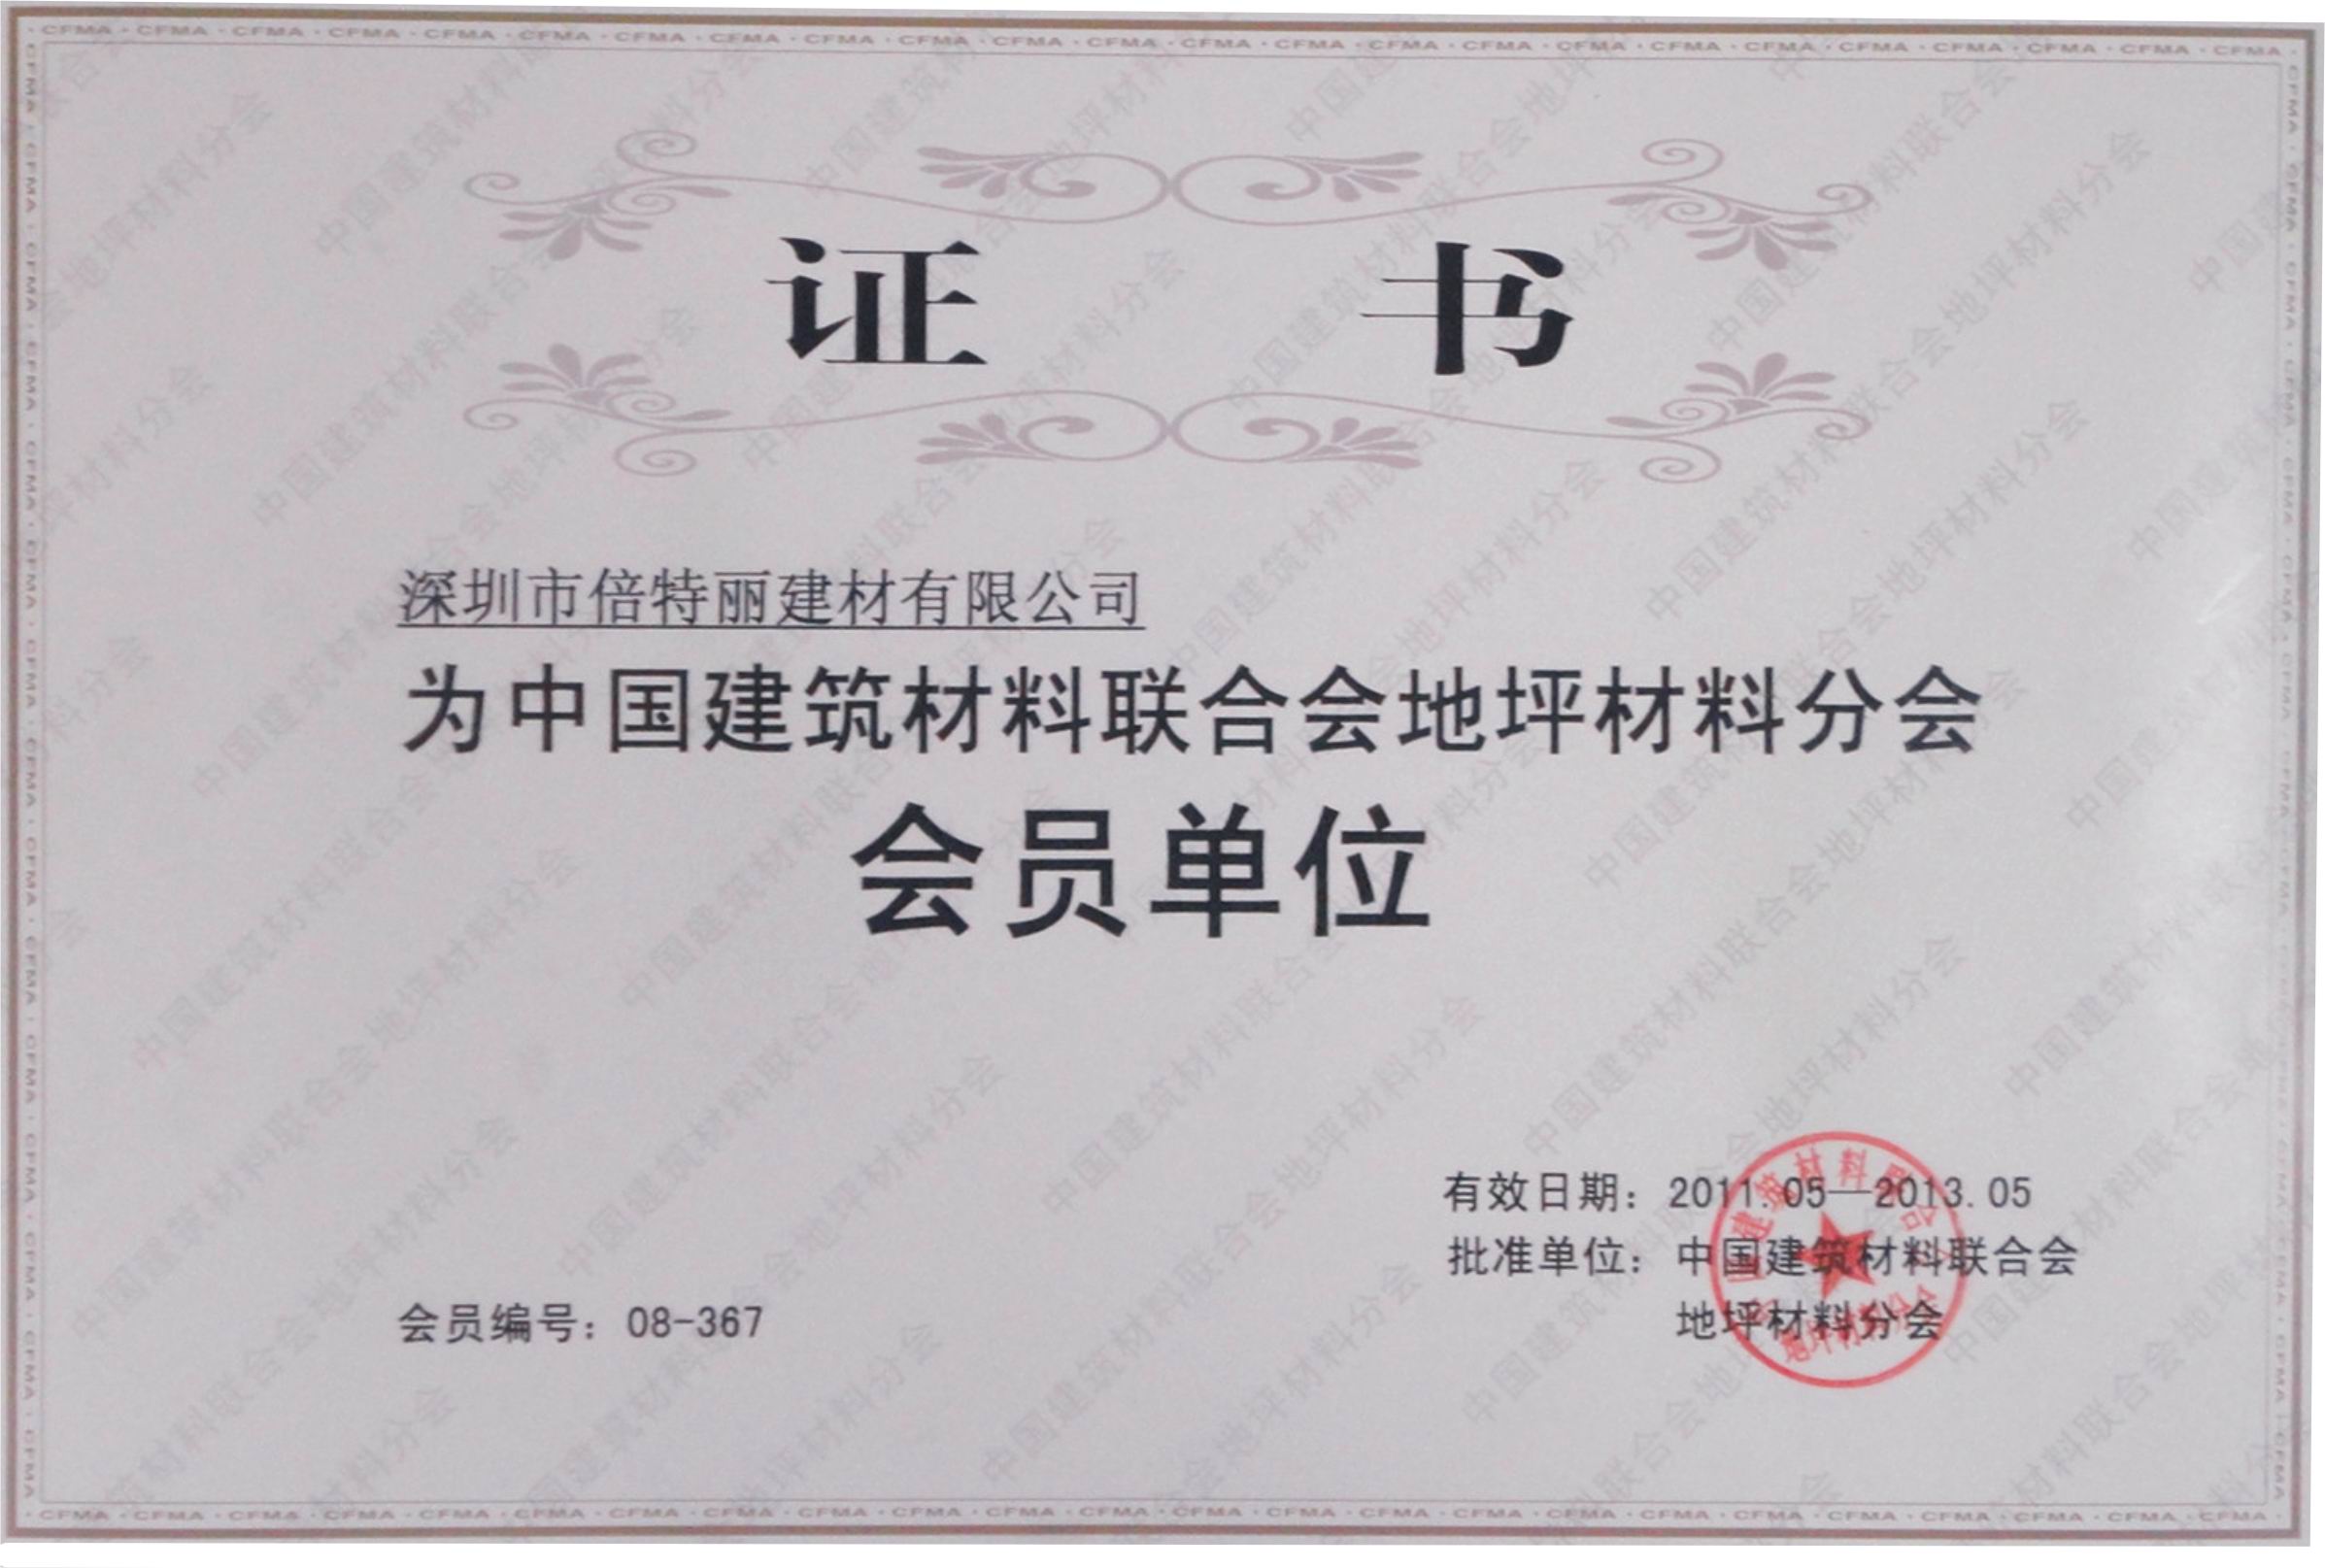 证 书
深圳市倍特丽建材有限公司
为中国建筑材料联合会地坪材料分会
会员单位
有效日期：2011.05—2013.05
批准单位：中国建筑材料联合会
地坪材料分会
会员编号：08-367